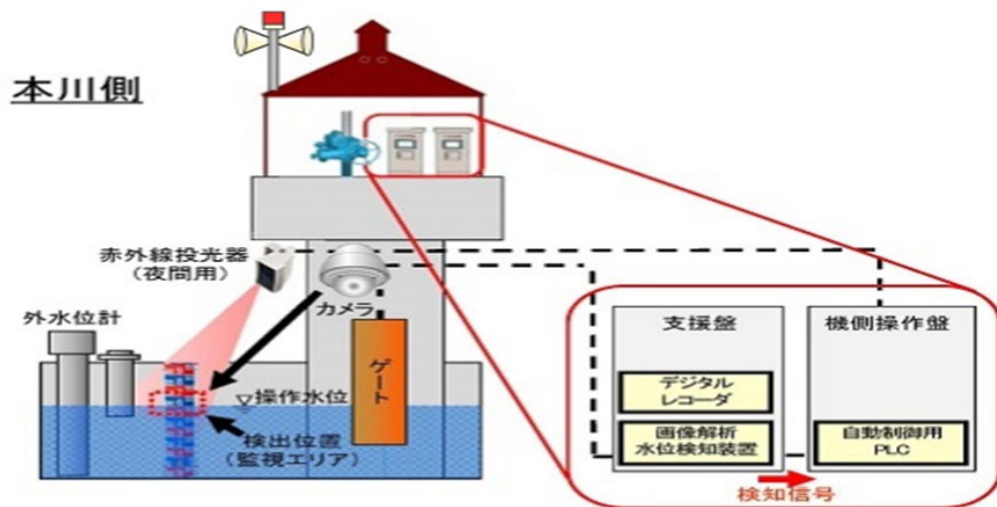 本川側
赤外線投光器
(夜間用)
カメラ
外水位計
ゲート
▽操作水位
検出位置
(監視エリア)
支援盤
機側操作盤
デジタル
レコーダ
画像解析
水位検知装置
自動制御用
PLC
検知信号